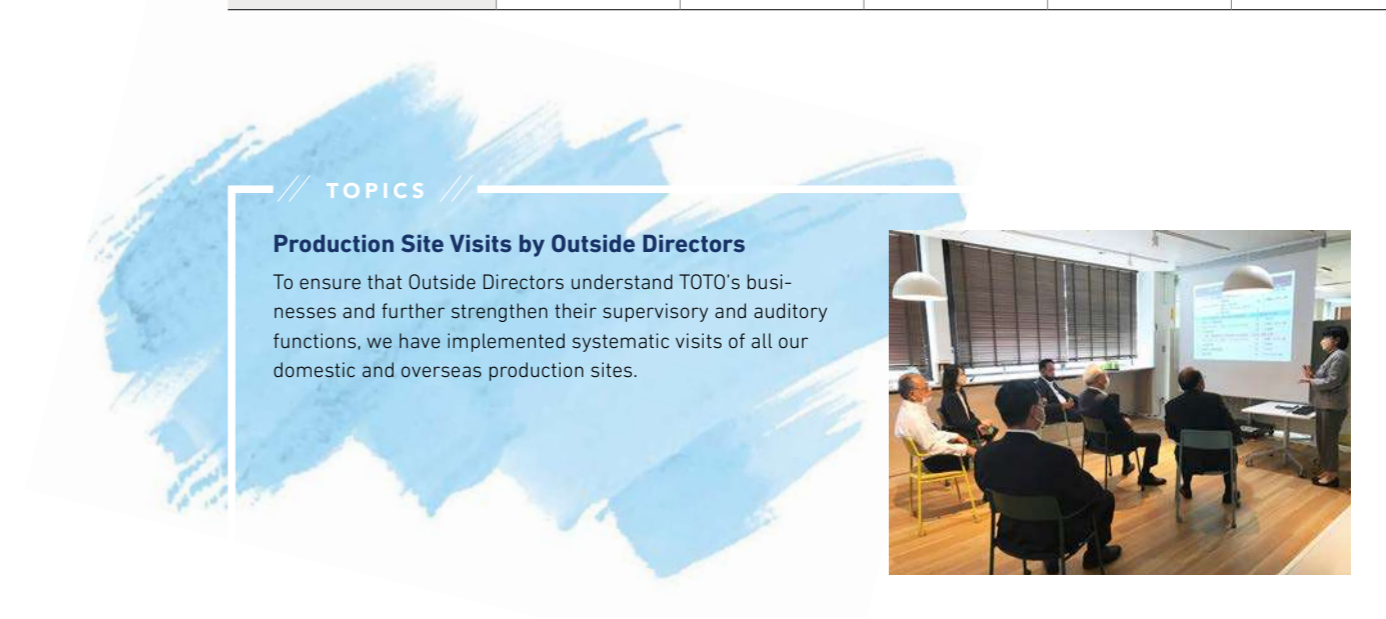 TOPICS
Production Site Visits by Outside Directors
To ensure that Outside Directors understand TOTO’s busi-
nesses and further strengthen their supervisory and auditory
functions, we have implemented systematic visits of all our
domestic and overseas production sites.